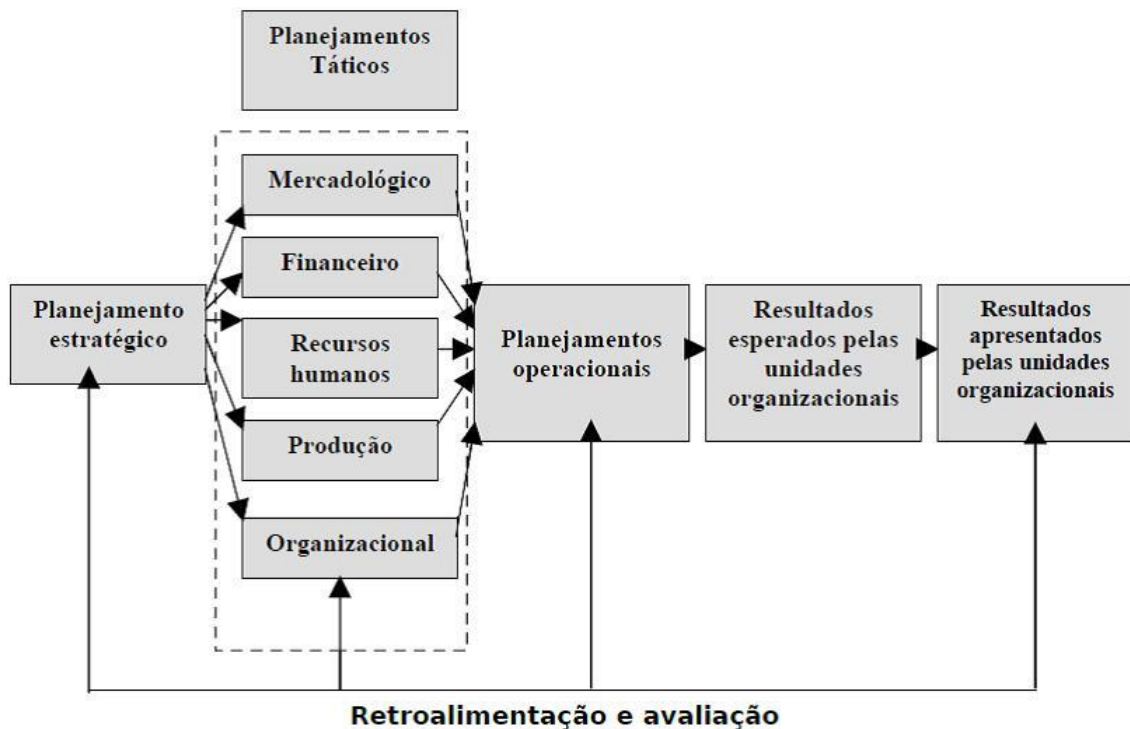 Planejamentos
Táticos
Mercadológico
Financeiro
Planejamento
estratégico
Recursos
humanos
Produção
Organizacional
Planejamentos
operacionais
Resultados
esperados pelas
unidades
organizacionais
Resultados
apresentados
pelas unidades
organizacionais
Retroalimentação e avaliação